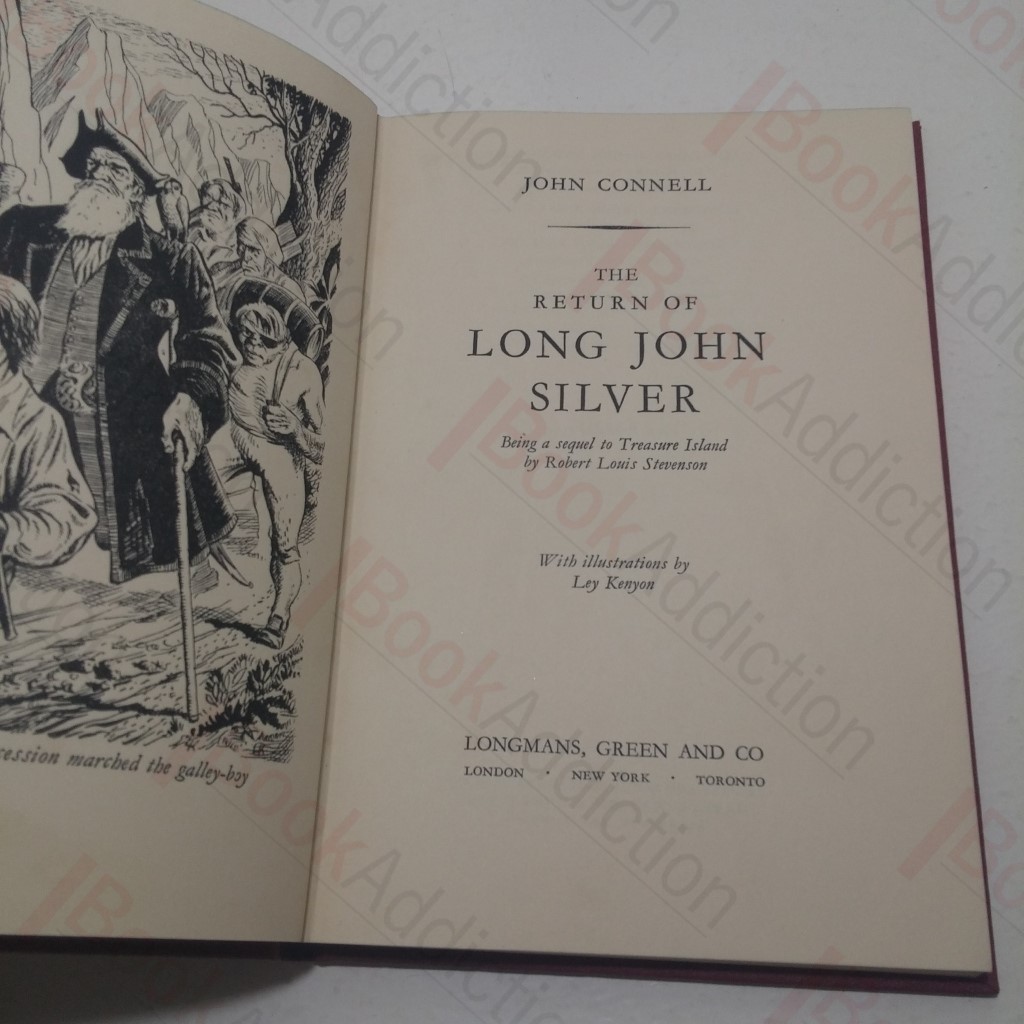 JOHN CONNELL
THE
RETURN OF
LONG JOHN
SILVER
Being a sequel to Treasure Island
by Robert Louis Stevenson
With illustrations by
Ley Kenyon
LONGMANS, GREEN AND CO
LONDON · NEW YORK · TORONTO
marched the galley-boy
BookAddiction